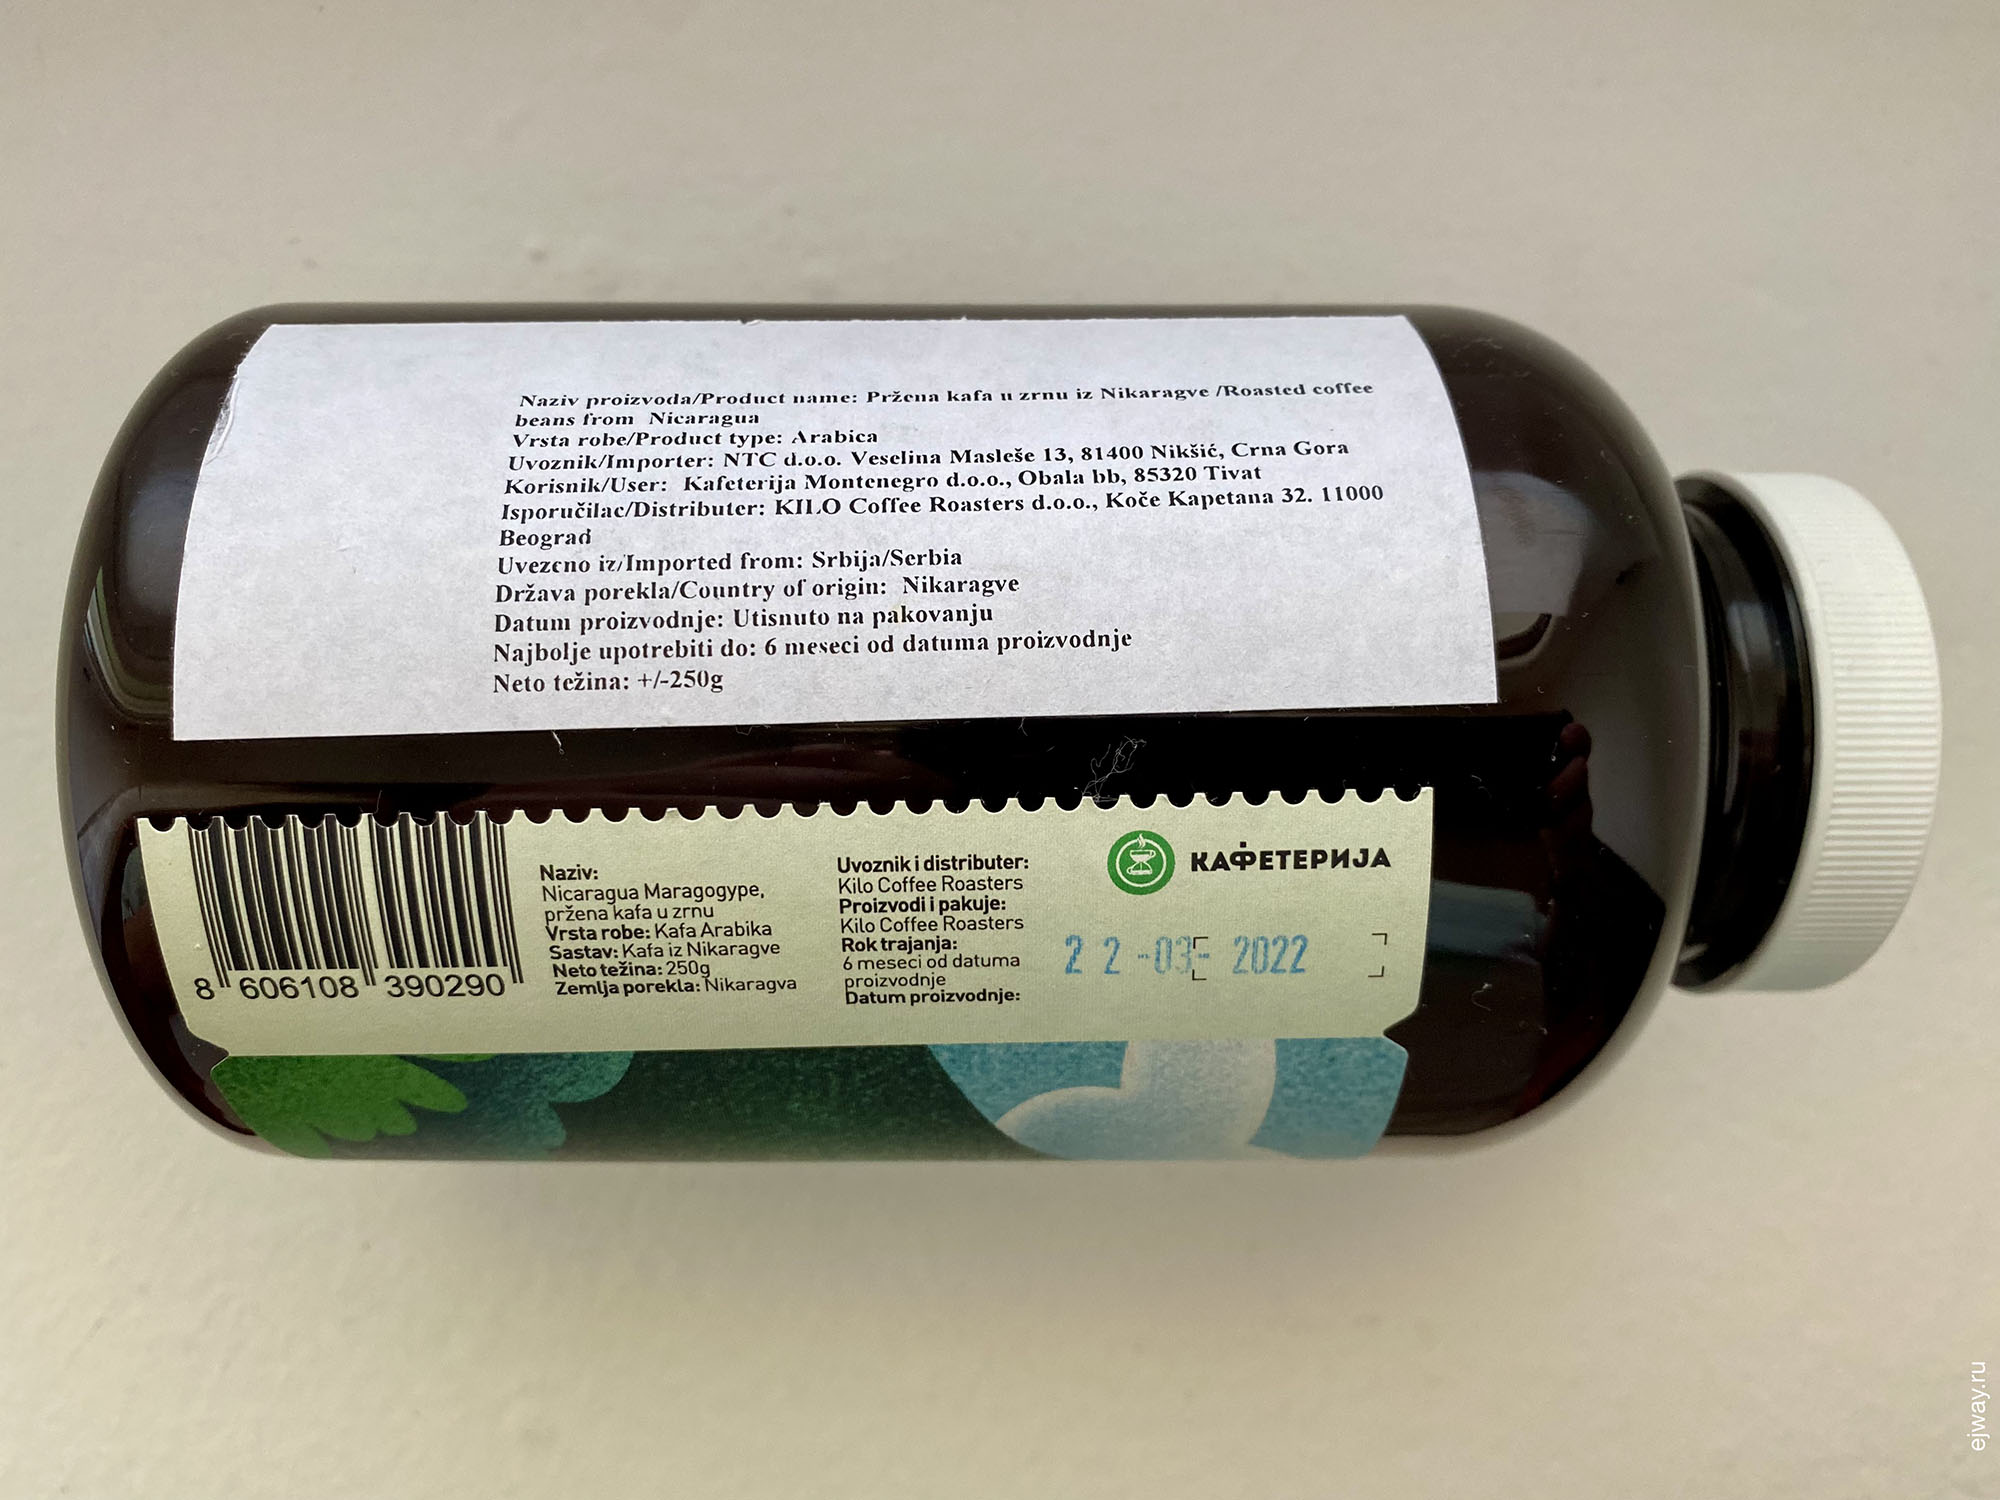 Naziv proizvoda/Product name: Pržena kafa u zrnu iz Nikaragve /Roasted coffee
beans from Nicaragua
Vrsta robe/Product type: Arabica
Uvoznik/Importer: NTC d.o.o. Veselina Masleše 13, 81400 Nikšić, Crna Gora
Korisnik/User: Kafeterija Montenegro d.o.o., Obala bb, 85320 Tivat
Isporučilac/Distributer: KILO Coffee Roasters d.o.o., Koče Kapetana 32. 11000
Beograd
Uvezeno iz/Imported from: Srbija/Serbia
Država porekla/Country of origin: Nikaragve
Datum proizvodnje: Utisnuto na pakovanju
Najbolje upotrebiti do: 6 meseci od datuma proizvodnje
Neto težina: +/-250g
8 606108 390290
Naziv:
Nicaragua Maragogype,
pržena kafa u zrnu
Vrsta robe: Kafa Arabika
Sastav: Kafa iz Nikaragve
Neto težina: 250g
Zemlja porekla: Nikaragva
Uvoznik i distributer:
Kilo Coffee Roasters
Proizvodi i pakuje:
Kilo Coffee Roasters
Rok trajanja:
6 meseci od datuma
proizvodnje
Datum proizvodnje:
КАФЕТЕРИЈА
22-03-2022
ejway.ru